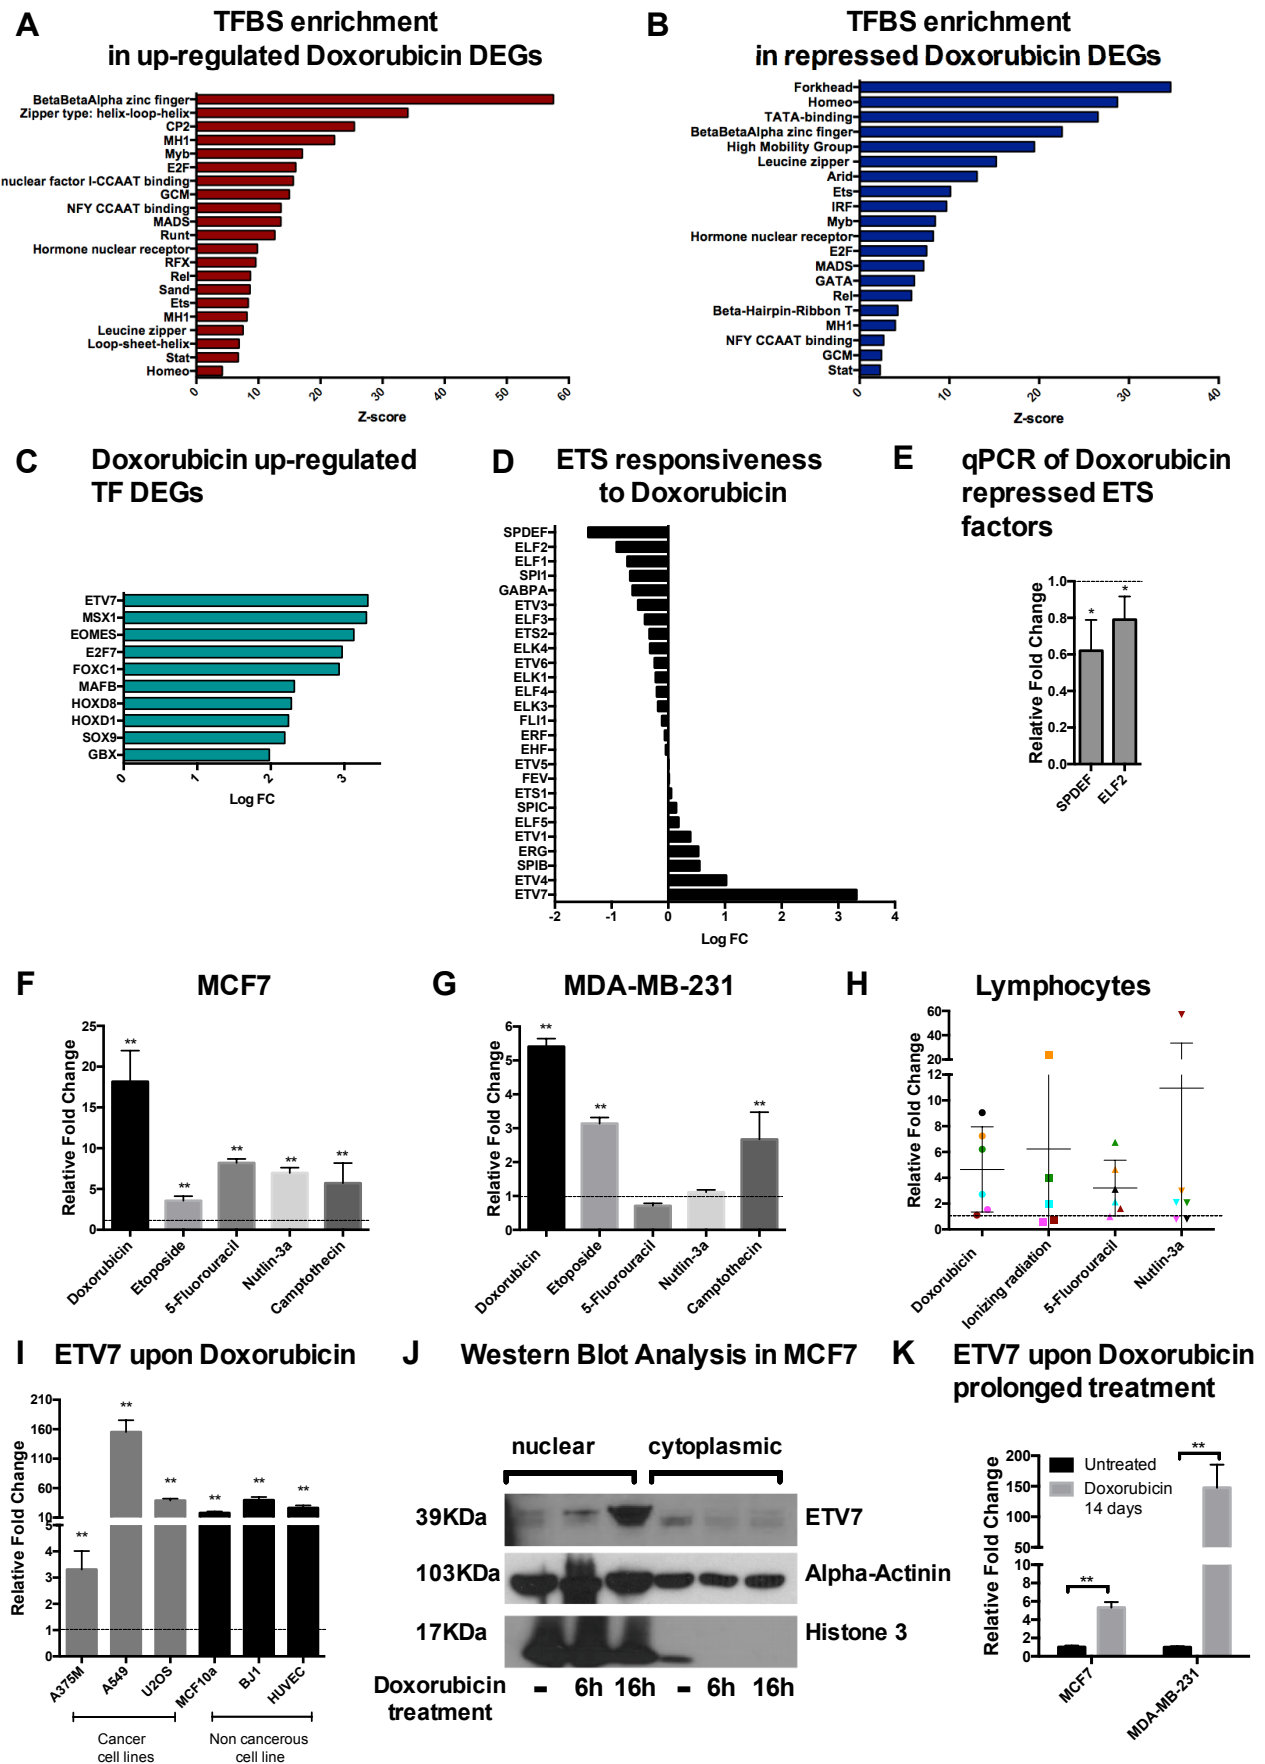 A
TFBS enrichment
in up-regulated Doxorubicin DEGs
BetaBetaAlpha zinc finger
Zipper type: helix-loop-helix
CP2
MH1
Myb
E2F
nuclear factor I-CCAAT binding
GCM
NFY CCAAT binding
MADS
Runt
Hormone nuclear receptor
RFX
Rel
Sand
Ets
MH1
Leucine zipper
Loop-sheet-helix
Stat
Homeo
0 10 20 30 40 50 60
Z-score
B
TFBS enrichment
in repressed Doxorubicin DEGs
Forkhead
Homeo
TATA-binding
BetaBetaAlpha zinc finger
High Mobility Group
Leucine zipper
Arid
Ets
IRF
Myb
Hormone nuclear receptor
E2F
MADS
GATA
Rel
Beta-Hairpin-Ribbon T
MH1
NFY CCAAT binding
GCM
Stat
0 10 20 30 40
Z-score
C
Doxorubicin up-regulated
TF DEGs
ETV7
MSX1
EOMES
E2F7
FOXC1
MAFB
HOXD8
HOXD1
SOX9
GBX
0 1 2 3
Log FC
D
ETS responsiveness
to Doxorubicin
SPDEF
ELF2
ELF1
SPI1
GABPA
ETV3
ELF3
ETS2
ELK4
ETV6
ELK1
ELF4
ELK3
FLI1
ERF
EHF
ETV5
FEV
ETS1
SPIC
ELF5
ETV1
ERG
SPIB
ETV4
ETV7
-2 -1 0 1 2 3 4
Log FC
E
qPCR of Doxorubicin
repressed ETS
factors
Relative Fold Change
1.0
0.8
0.6
0.4
0.2
0.0
* *
SPDEF ELF2
F
MCF7
Relative Fold Change
25
20
15
10
5
0
** ** ** ** **
Doxorubicin
Etoposide
5-Fluorouracil
Nutlin-3a
Camptothecin
G
MDA-MB-231
Relative Fold Change
6
5
4
3
2
1
0
** ** **
Doxorubicin
Etoposide
5-Fluorouracil
Nutlin-3a
Camptothecin
H
Lymphocytes
Relative Fold Change
60
40
20
12
10
8
6
4
2
0
Doxorubicin
Ionizing radiation
5-Fluorouracil
Nutlin-3a
I
ETV7 upon Doxorubicin
Relative Fold Change
210
160
110
60
10
5
4
3
2
1
0
** ** ** ** ** **
A375M
A549
U2OS
MCF10a
BJ1
HUVEC
Cancer
cell lines
Non cancerous
cell line
J
Western Blot Analysis in MCF7
nuclear cytoplasmic
39KDa ETV7
103KDa Alpha-Actinin
17KDa Histone 3
Doxorubicin
treatment
– 6h 16h – 6h 16h
K
ETV7 upon Doxorubicin
prolonged treatment
Relative Fold Change
200
150
100
50
10
8
6
4
2
0
Untreated
Doxorubicin
14 days
** **
MCF7
MDA-MB-231